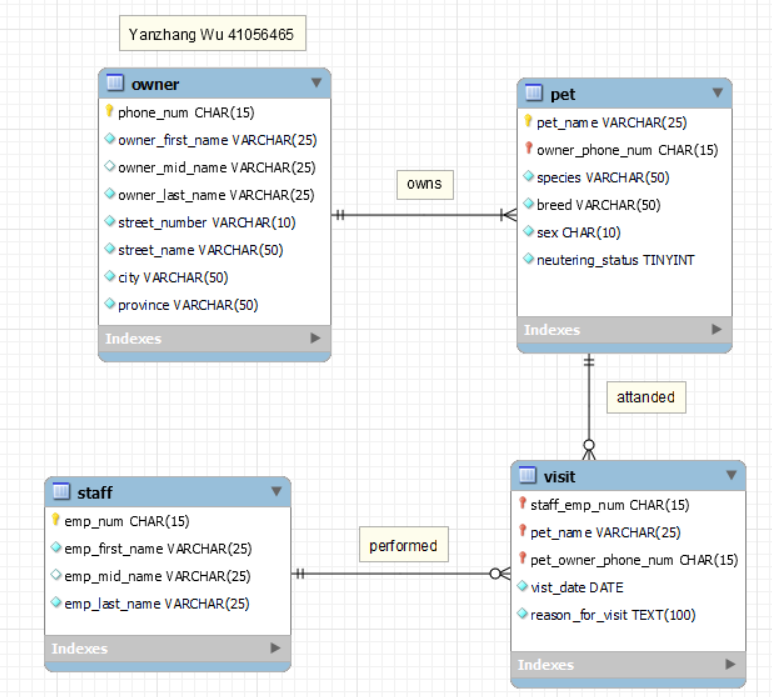 Yanzhang Wu 41056465
owner
phone_num CHAR(15)
owner_first_name VARCHAR(25)
owner_mid_name VARCHAR(25)
owner_last_name VARCHAR(25)
street_number VARCHAR(10)
street_name VARCHAR(50)
city VARCHAR(50)
province VARCHAR(50)
Indexes
owns
pet
pet_name VARCHAR(25)
owner_phone_num CHAR(15)
species VARCHAR(50)
breed VARCHAR(50)
sex CHAR(10)
neutering_status TINYINT
Indexes
attanded
staff
emp_num CHAR(15)
emp_first_name VARCHAR(25)
emp_mid_name VARCHAR(25)
emp_last_name VARCHAR(25)
Indexes
performed
visit
staff_emp_num CHAR(15)
pet_name VARCHAR(25)
pet_owner_phone_num CHAR(15)
vist_date DATE
reason_for_visit TEXT(100)
Indexes